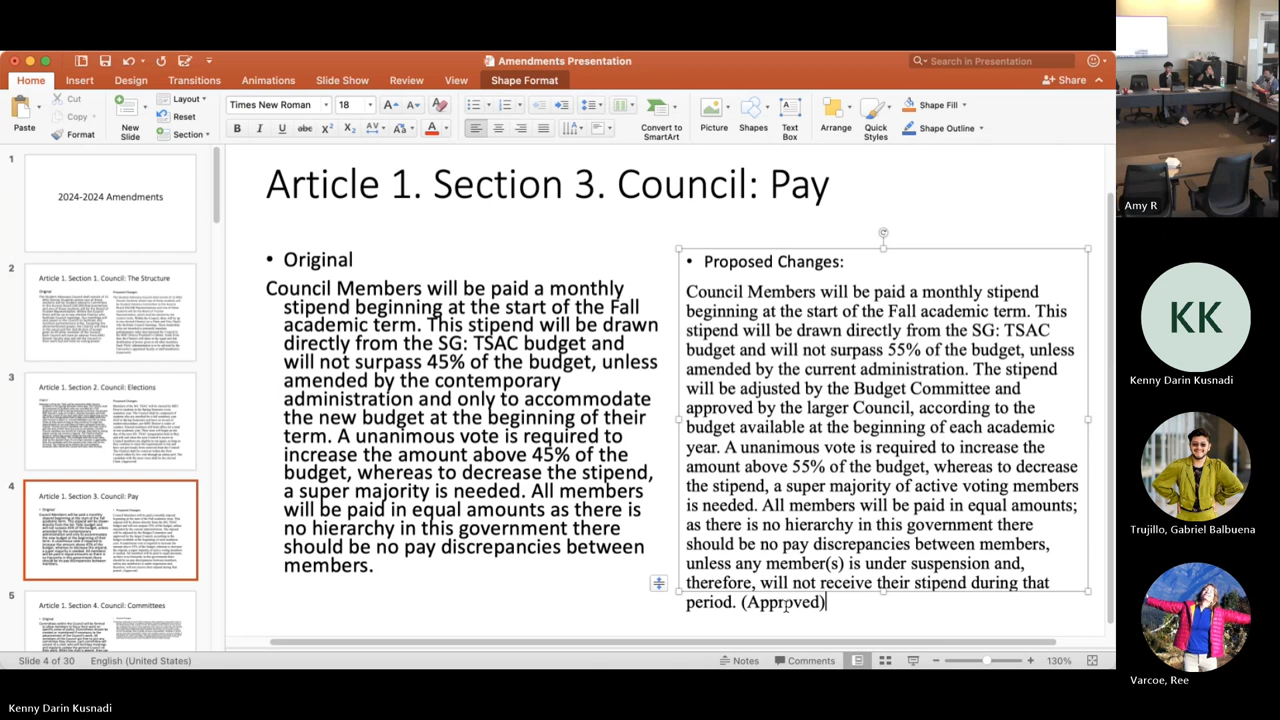 Amendments Presentation
Search in Presentation
Home
Insert
Design
Transitions
Animations
Slide Show
Review
View
Shape Format
Share
Paste
Cut
Copy
Format
New
Slide
Layout
Reset
Section
Times New Roman
18
Convert to
SmartArt
Picture
Shapes
Text
Box
Arrange
Quick
Styles
Shape Fill
Shape Outline
1
2024-2024 Amendments
2
Article 1. Section 1. Council: The Structure
3
Article 1. Section 2. Council: Elections
4
Article 1. Section 3. Council: Pay
5
Article 1. Section 4. Council: Committees
Article 1. Section 3. Council: Pay
• Original
Council Members will be paid a monthly
stipend beginning at the start of the Fall
academic term. This stipend will be drawn
directly from the SG: TSAC budget and
will not surpass 45% of the budget, unless
amended by the contemporary
administration and only to accommodate
the new budget at the beginning of their
term. A unanimous vote is required to
increase the amount above 45% of the
budget, whereas to decrease the stipend,
a super majority is needed. All members
will be paid in equal amounts as there is
no hierarchy in this government there
should be no pay discrepancies between
members.
• Proposed Changes:
Council Members will be paid a monthly stipend
beginning at the start of the Fall academic term. This
stipend will be drawn directly from the SG: TSAC
budget and will not surpass 55% of the budget, unless
amended by the current administration. The stipend
will be adjusted by the Budget Committee and
approved by the larger Council, according to the
budget available at the beginning of each academic
year. A unanimous vote is required to increase the
amount above 55% of the budget, whereas to decrease
the stipend, a super majority of active voting members
is needed. All members will be paid in equal amounts;
as there is no hierarchy in this government there
should be no pay discrepancies between members,
unless any member(s) is under suspension and,
therefore, will not receive their stipend during that
period. (Approved)
Slide 4 of 30
English (United States)
Notes
Comments
130%
Amy R
KK
Kenny Darin Kusnadi
Trujillo, Gabriel Balbuena
Varcoe, Ree
Kenny Darin Kusnadi